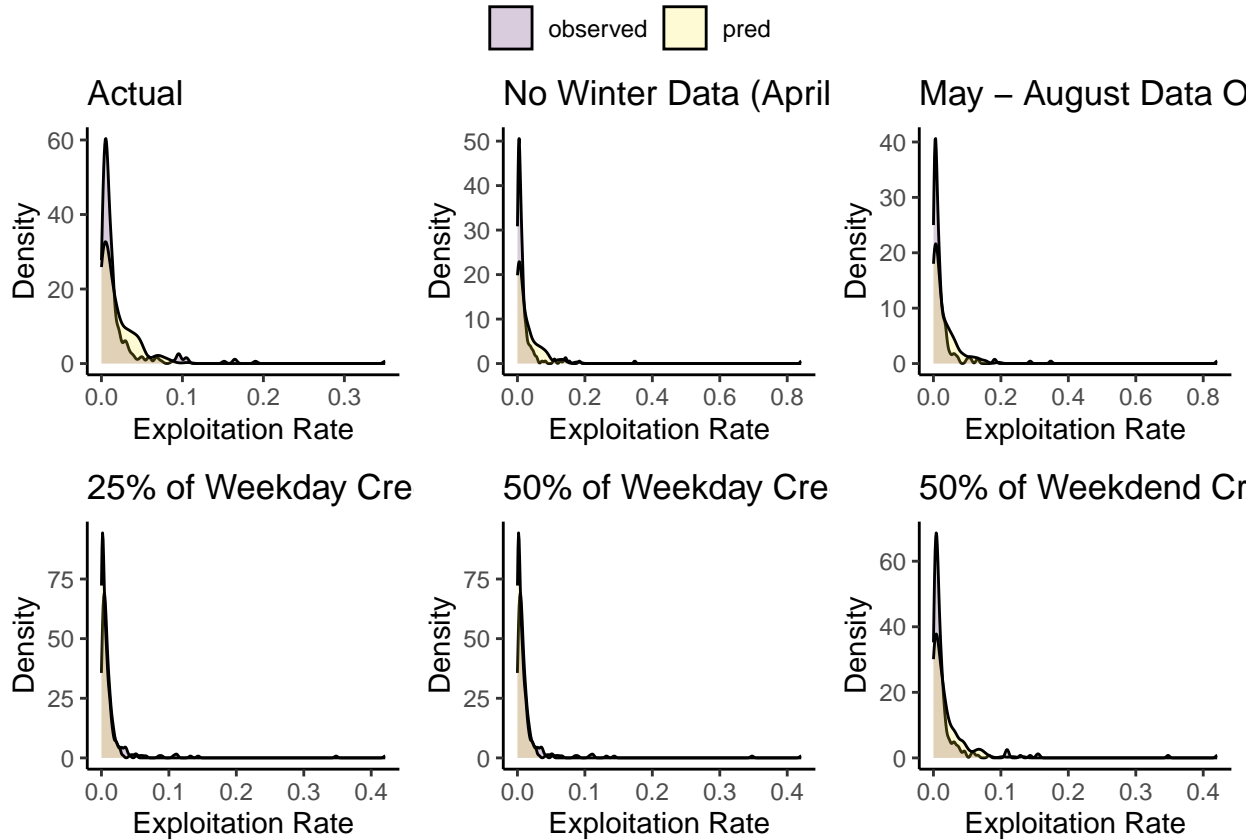 observed pred
Actual
No Winter Data (April
May − August Data O
60
40
20
0
Density
0.0 0.1 0.2 0.3
Exploitation Rate
50
40
30
20
10
0
Density
0.0 0.2 0.4 0.6 0.8
Exploitation Rate
40
30
20
10
0
Density
0.0 0.2 0.4 0.6 0.8
Exploitation Rate
25% of Weekday Cre
50% of Weekday Cre
50% of Weekdend Cr
75
50
25
0
Density
0.0 0.1 0.2 0.3 0.4
Exploitation Rate
75
50
25
0
Density
0.0 0.1 0.2 0.3 0.4
Exploitation Rate
60
40
20
0
Density
0.0 0.1 0.2 0.3 0.4
Exploitation Rate